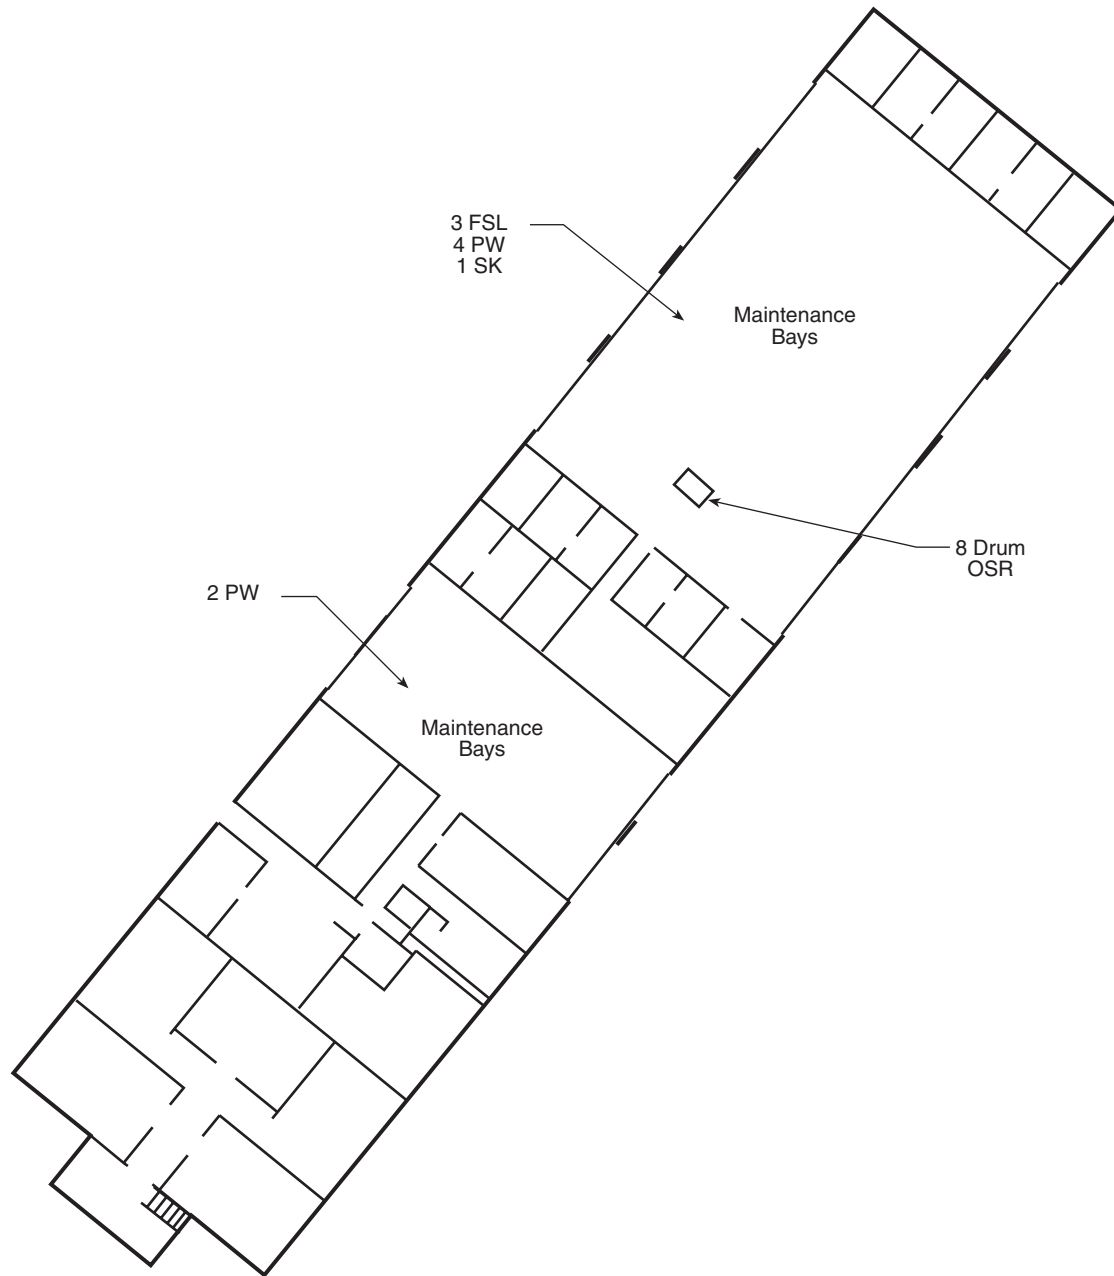 3 FSL
4 PW
1 SK
Maintenance
Bays
8 Drum
OSR
2 PW
Maintenance
Bays